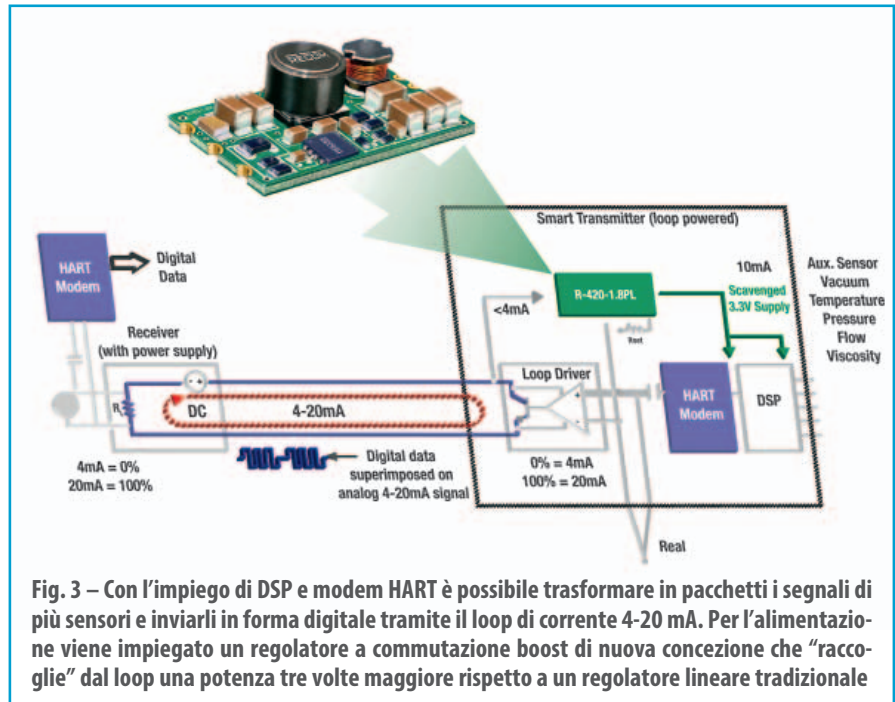 RECOM
Smart Transmitter (loop powered)
HART
Modem
Digital
Data
R-420-1.8PL
<4mA
10mA
Scavenged
3.3V Supply
Aux. Sensor
Vacuum
Temperature
Pressure
Flow
Viscosity
Receiver
(with power supply)
Loop Driver
HART
Modem
DSP
R
- +
DC
4-20mA
+
-
4mA = 0%
20mA = 100%
Digital data
superimposed on
analog 4-20mA signal
0% = 4mA
100% = 20mA
Real
Fig. 3 – Con l’impiego di DSP e modem HART è possibile trasformare in pacchetti i segnali di
più sensori e inviarli in forma digitale tramite il loop di corrente 4-20 mA. Per l’alimentazio-
ne viene impiegato un regolatore a commutazione boost di nuova concezione che “racco-
glie” dal loop una potenza tre volte maggiore rispetto a un regolatore lineare tradizionale